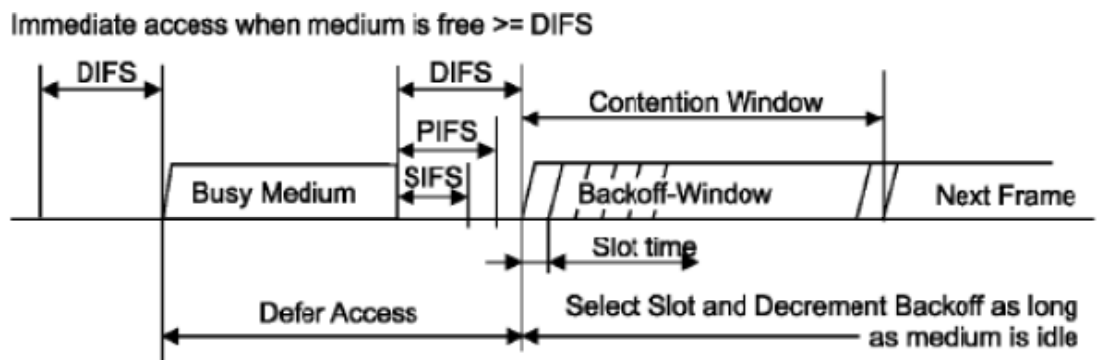 Immediate access when medium is free >= DIFS
DIFS
DIFS
Contention Window
PIFS
SIFS
Busy Medium
Backoff-Window
Next Frame
Slot time
Defer Access
Select Slot and Decrement Backoff as long
as medium is idle